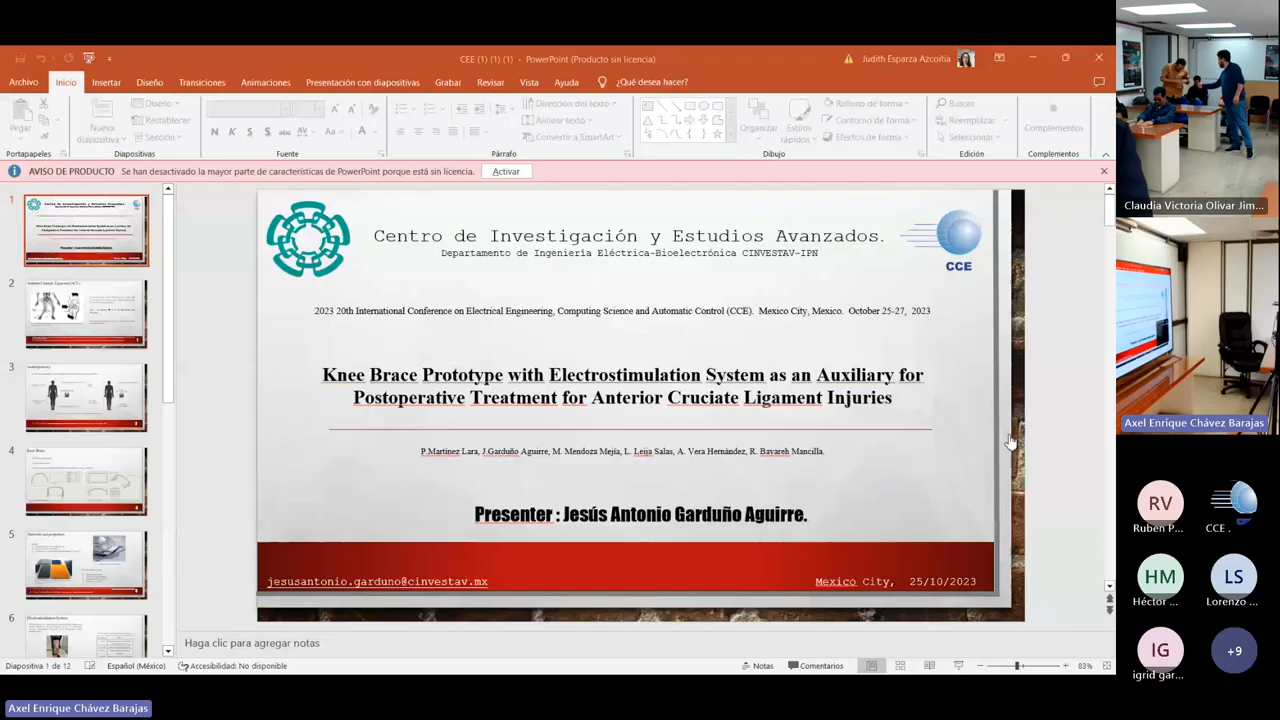 CEE (1) (1) (1) - PowerPoint (Producto sin licencia)
Judith Esparza Azcoitia
Archivo Inicio Insertar Diseño Transiciones Animaciones Presentación con diapositivas Grabar Revisar Vista Ayuda ¿Qué desea hacer?
Pegar
Nueva diapositiva
Diseño
Restablecer
Sección
N K S
Dirección del texto
Alinear texto
Convertir a SmartArt
Organizar
Estilos rápidos
Relleno de forma
Contorno de forma
Efectos de forma
Buscar
Reemplazar
Seleccionar
Complementos
Portapapeles Diapositivas Fuente Párrafo Dibujo Edición Complementos
AVISO DE PRODUCTO Se han desactivado la mayor parte de características de PowerPoint porque está sin licencia. Activar
1
2
3
4
5
6
Centro de Investigación y Estudios Avanzados.
Departamento de Ingeniería Eléctrica-Bioelectrónica CINVESTAV-IPN
CCE
2023 20th International Conference on Electrical Engineering, Computing Science and Automatic Control (CCE). Mexico City, Mexico. October 25-27, 2023
Knee Brace Prototype with Electrostimulation System as an Auxiliary for
Postoperative Treatment for Anterior Cruciate Ligament Injuries
P.Martinez Lara, J.Garduño Aguirre, M. Mendoza Mejía, L. Leija Salas, A. Vera Hernández, R. Bayareh Mancilla.
Presenter : Jesús Antonio Garduño Aguirre.
jesusantonio.garduno@cinvestav.mx
Mexico City, 25/10/2023
Haga clic para agregar notas
Diapositiva 1 de 12 Español (México) Accesibilidad: No disponible Notas Comentarios 83%
Axel Enrique Chávez Barajas
Claudia Victoria Olivar Jim...
Axel Enrique Chávez Barajas
RV
Ruben P...
CCE .
HM
Héctor ...
LS
Lorenzo ...
IG
igrid gar...
+9